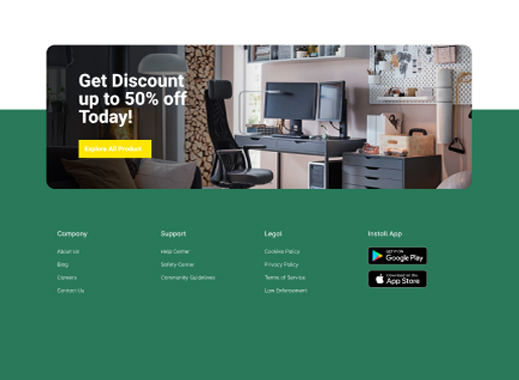 Get Discount
up to 50% off
Today!
Explore All Product
Company
Support
Legal
Install App
About Us
Help Center
Cookies Policy
GET IT ON
Google Play
Blog
Safety Center
Privacy Policy
Careers
Community Guidelines
Terms of Service
Download on the
App Store
Contact Us
Law Enforcement